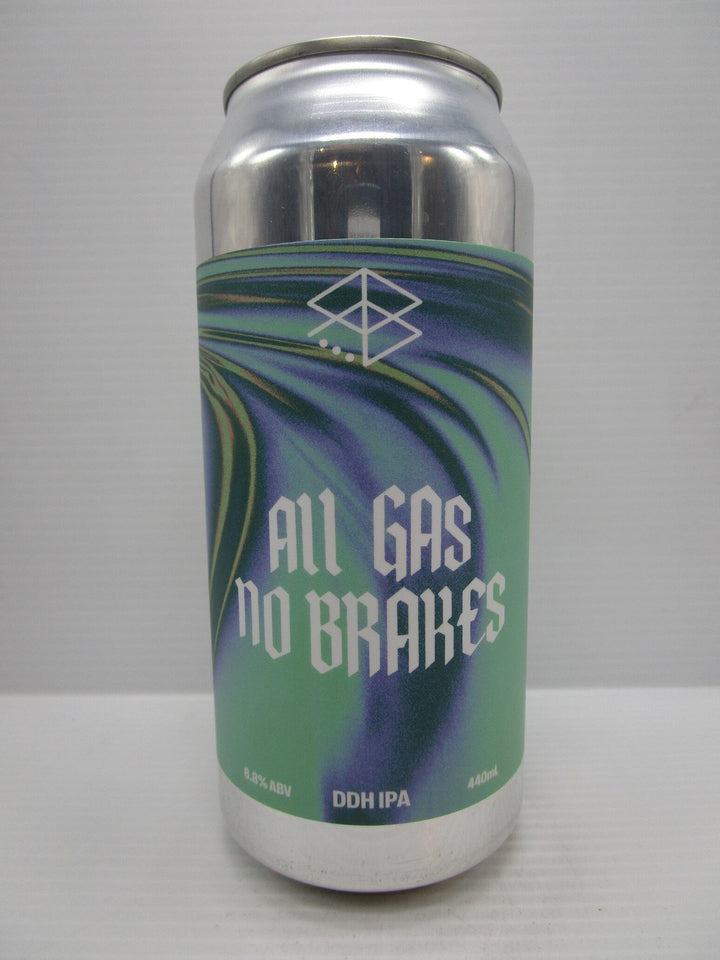 All GAS
NO BRAKES
6.8% ABV
DDH IPA
440mL